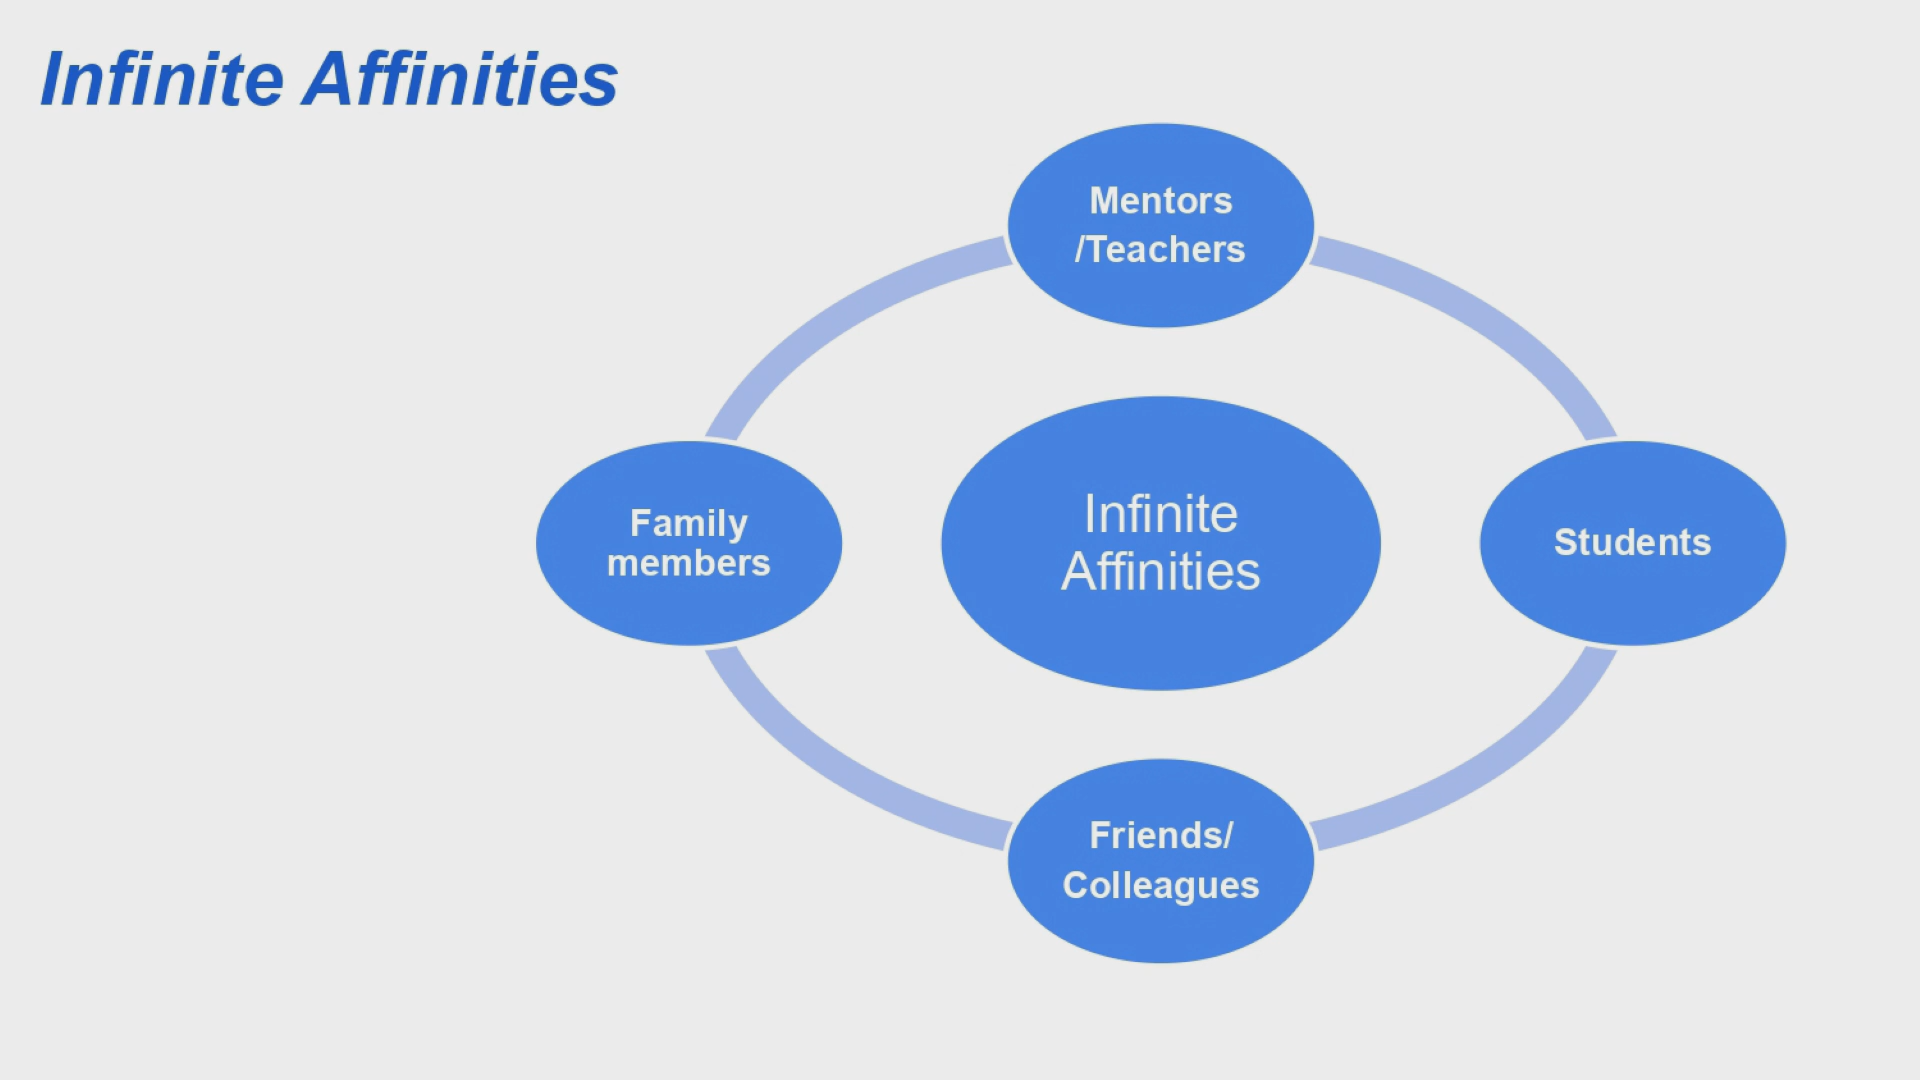 Infinite Affinities
Mentors
/Teachers
Family
members
Infinite
Affinities
Students
Friends/
Colleagues